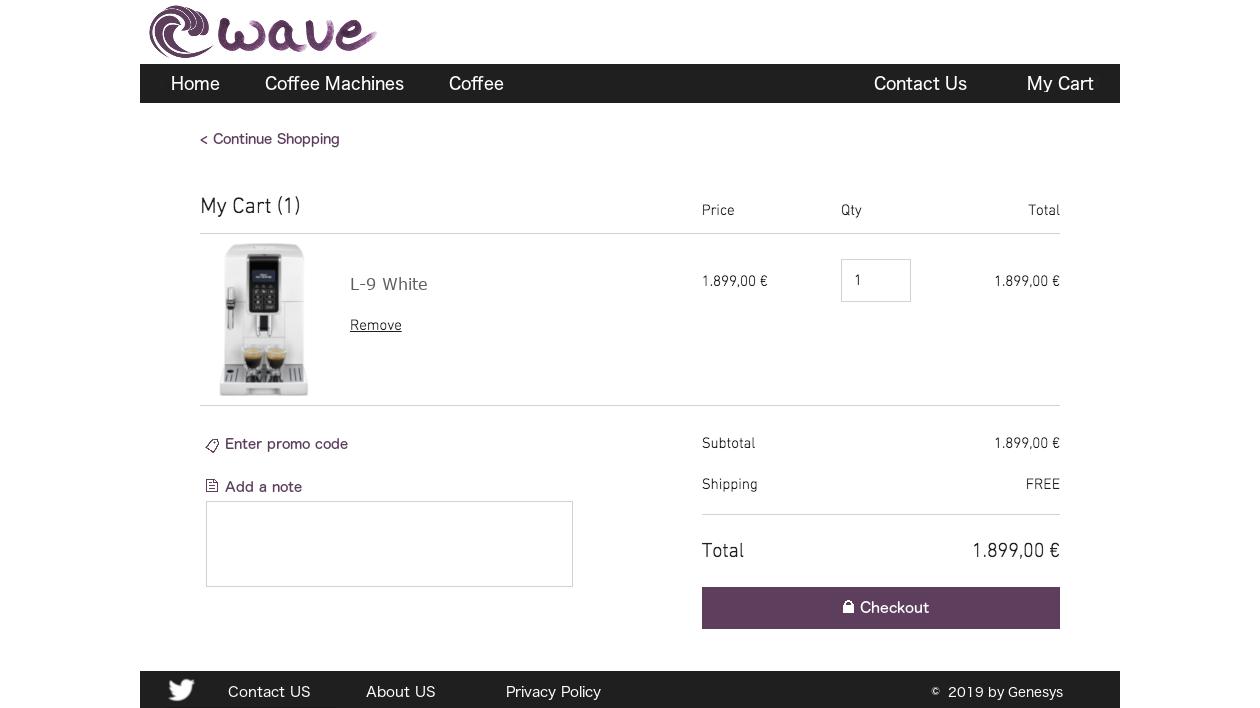 wave
Home Coffee Machines Coffee Contact Us My Cart
< Continue Shopping
My Cart (1) Price Qty Total
L-9 White 1.899,00 € 1 1.899,00 €
Remove
Enter promo code Subtotal 1.899,00 €
Add a note Shipping FREE
Total 1.899,00 €
Checkout
Contact US About US Privacy Policy © 2019 by Genesys